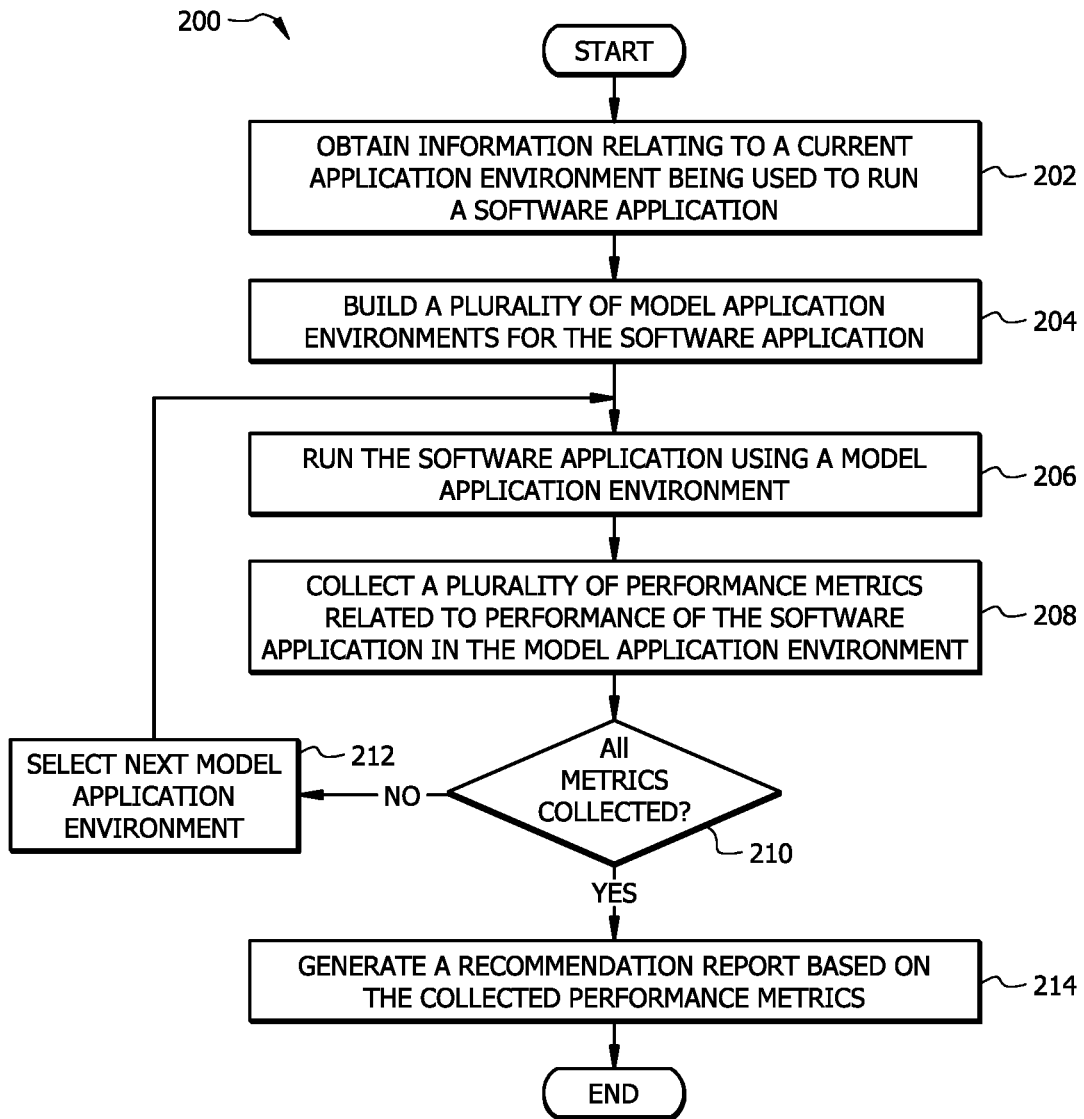 200
START
OBTAIN INFORMATION RELATING TO A CURRENT
APPLICATION ENVIRONMENT BEING USED TO RUN
A SOFTWARE APPLICATION
202
BUILD A PLURALITY OF MODEL APPLICATION
ENVIRONMENTS FOR THE SOFTWARE APPLICATION
204
RUN THE SOFTWARE APPLICATION USING A MODEL
APPLICATION ENVIRONMENT
206
COLLECT A PLURALITY OF PERFORMANCE METRICS
RELATED TO PERFORMANCE OF THE SOFTWARE
APPLICATION IN THE MODEL APPLICATION ENVIRONMENT
208
All
METRICS
COLLECTED?
210
NO
SELECT NEXT MODEL
APPLICATION
ENVIRONMENT
212
YES
GENERATE A RECOMMENDATION REPORT BASED ON
THE COLLECTED PERFORMANCE METRICS
214
END